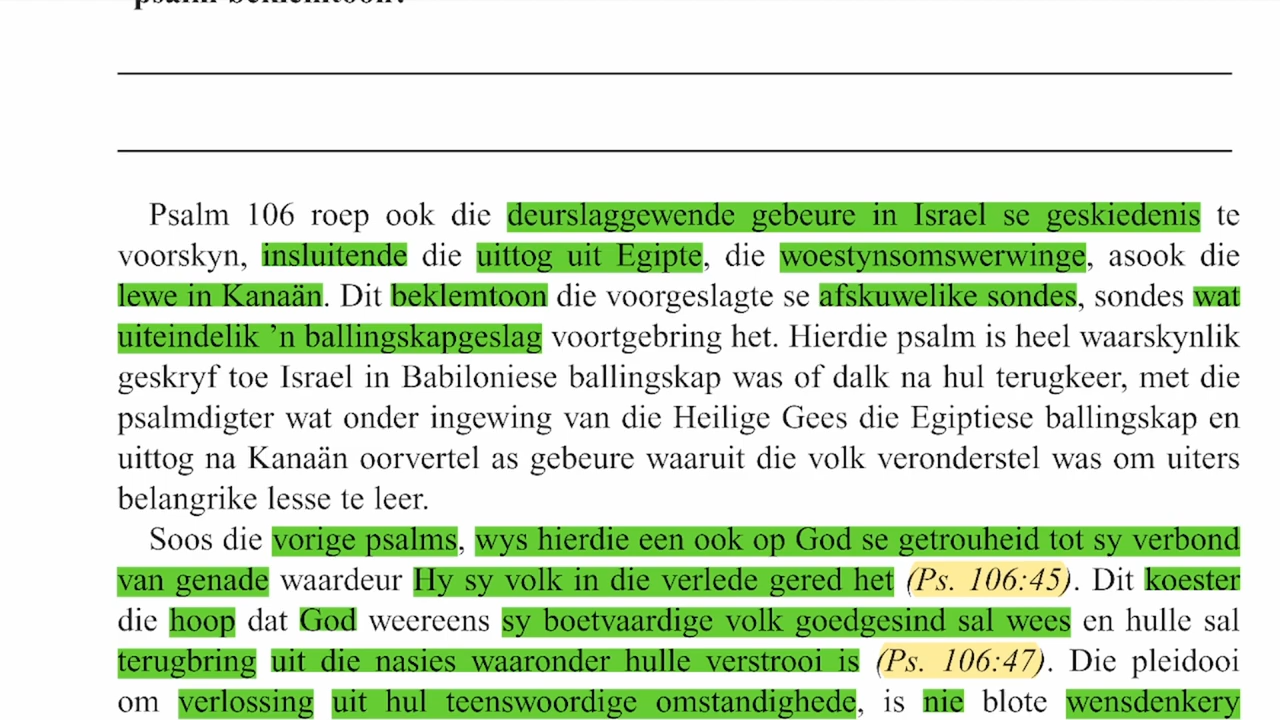 psalm beklemtoon?
Psalm 106 roep ook die deurslaggewende gebeure in Israel se geskiedenis te
voorskyn, insluitende die uittog uit Egipte, die woestynsomswerwinge, asook die
lewe in Kanaän. Dit beklemtoon die voorgeslagte se afskuwelike sondes, sondes wat
uiteindelik ’n ballingskapgeslag voortgebring het. Hierdie psalm is heel waarskynlik
geskryf toe Israel in Babiloniese ballingskap was of dalk na hul terugkeer, met die
psalmdigter wat onder ingewing van die Heilige Gees die Egiptiese ballingskap en
uittog na Kanaän oorvertel as gebeure waaruit die volk veronderstel was om uiters
belangrike lesse te leer.
Soos die vorige psalms, wys hierdie een ook op God se getrouheid tot sy verbond
van genade waardeur Hy sy volk in die verlede gered het (Ps. 106:45). Dit koester
die hoop dat God weereens sy boetvaardige volk goedgesind sal wees en hulle sal
terugbring uit die nasies waaronder hulle verstrooi is (Ps. 106:47). Die pleidooi
om verlossing uit hul teenswoordige omstandighede, is nie blote wensdenkery